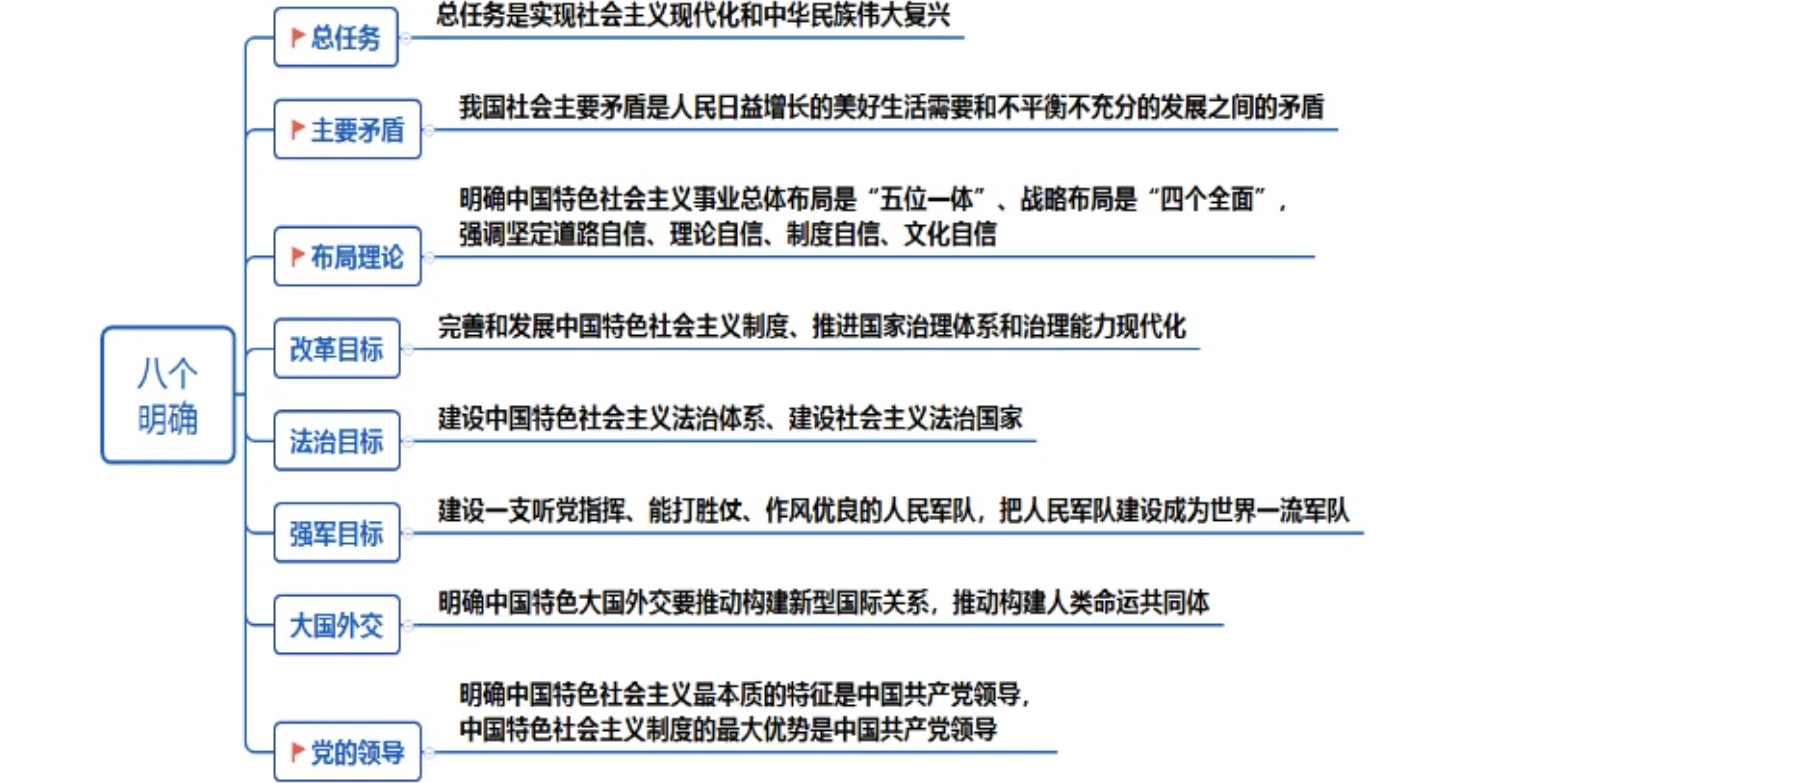 总任务是实现社会主义现代化和中华民族伟大复兴
总任务
我国社会主要矛盾是人民日益增长的美好生活需要和不平衡不充分的发展之间的矛盾
主要矛盾
明确中国特色社会主义事业总体布局是“五位一体”、战略布局是“四个全面”，
强调坚定道路自信、理论自信、制度自信、文化自信
布局理论
完善和发展中国特色社会主义制度、推进国家治理体系和治理能力现代化
改革目标
八个
明确
建设中国特色社会主义法治体系、建设社会主义法治国家
法治目标
建设一支听党指挥、能打胜仗、作风优良的人民军队，把人民军队建设成为世界一流军队
强军目标
明确中国特色大国外交要推动构建新型国际关系，推动构建人类命运共同体
大国外交
明确中国特色社会主义最本质的特征是中国共产党领导，
中国特色社会主义制度的最大优势是中国共产党领导
党的领导